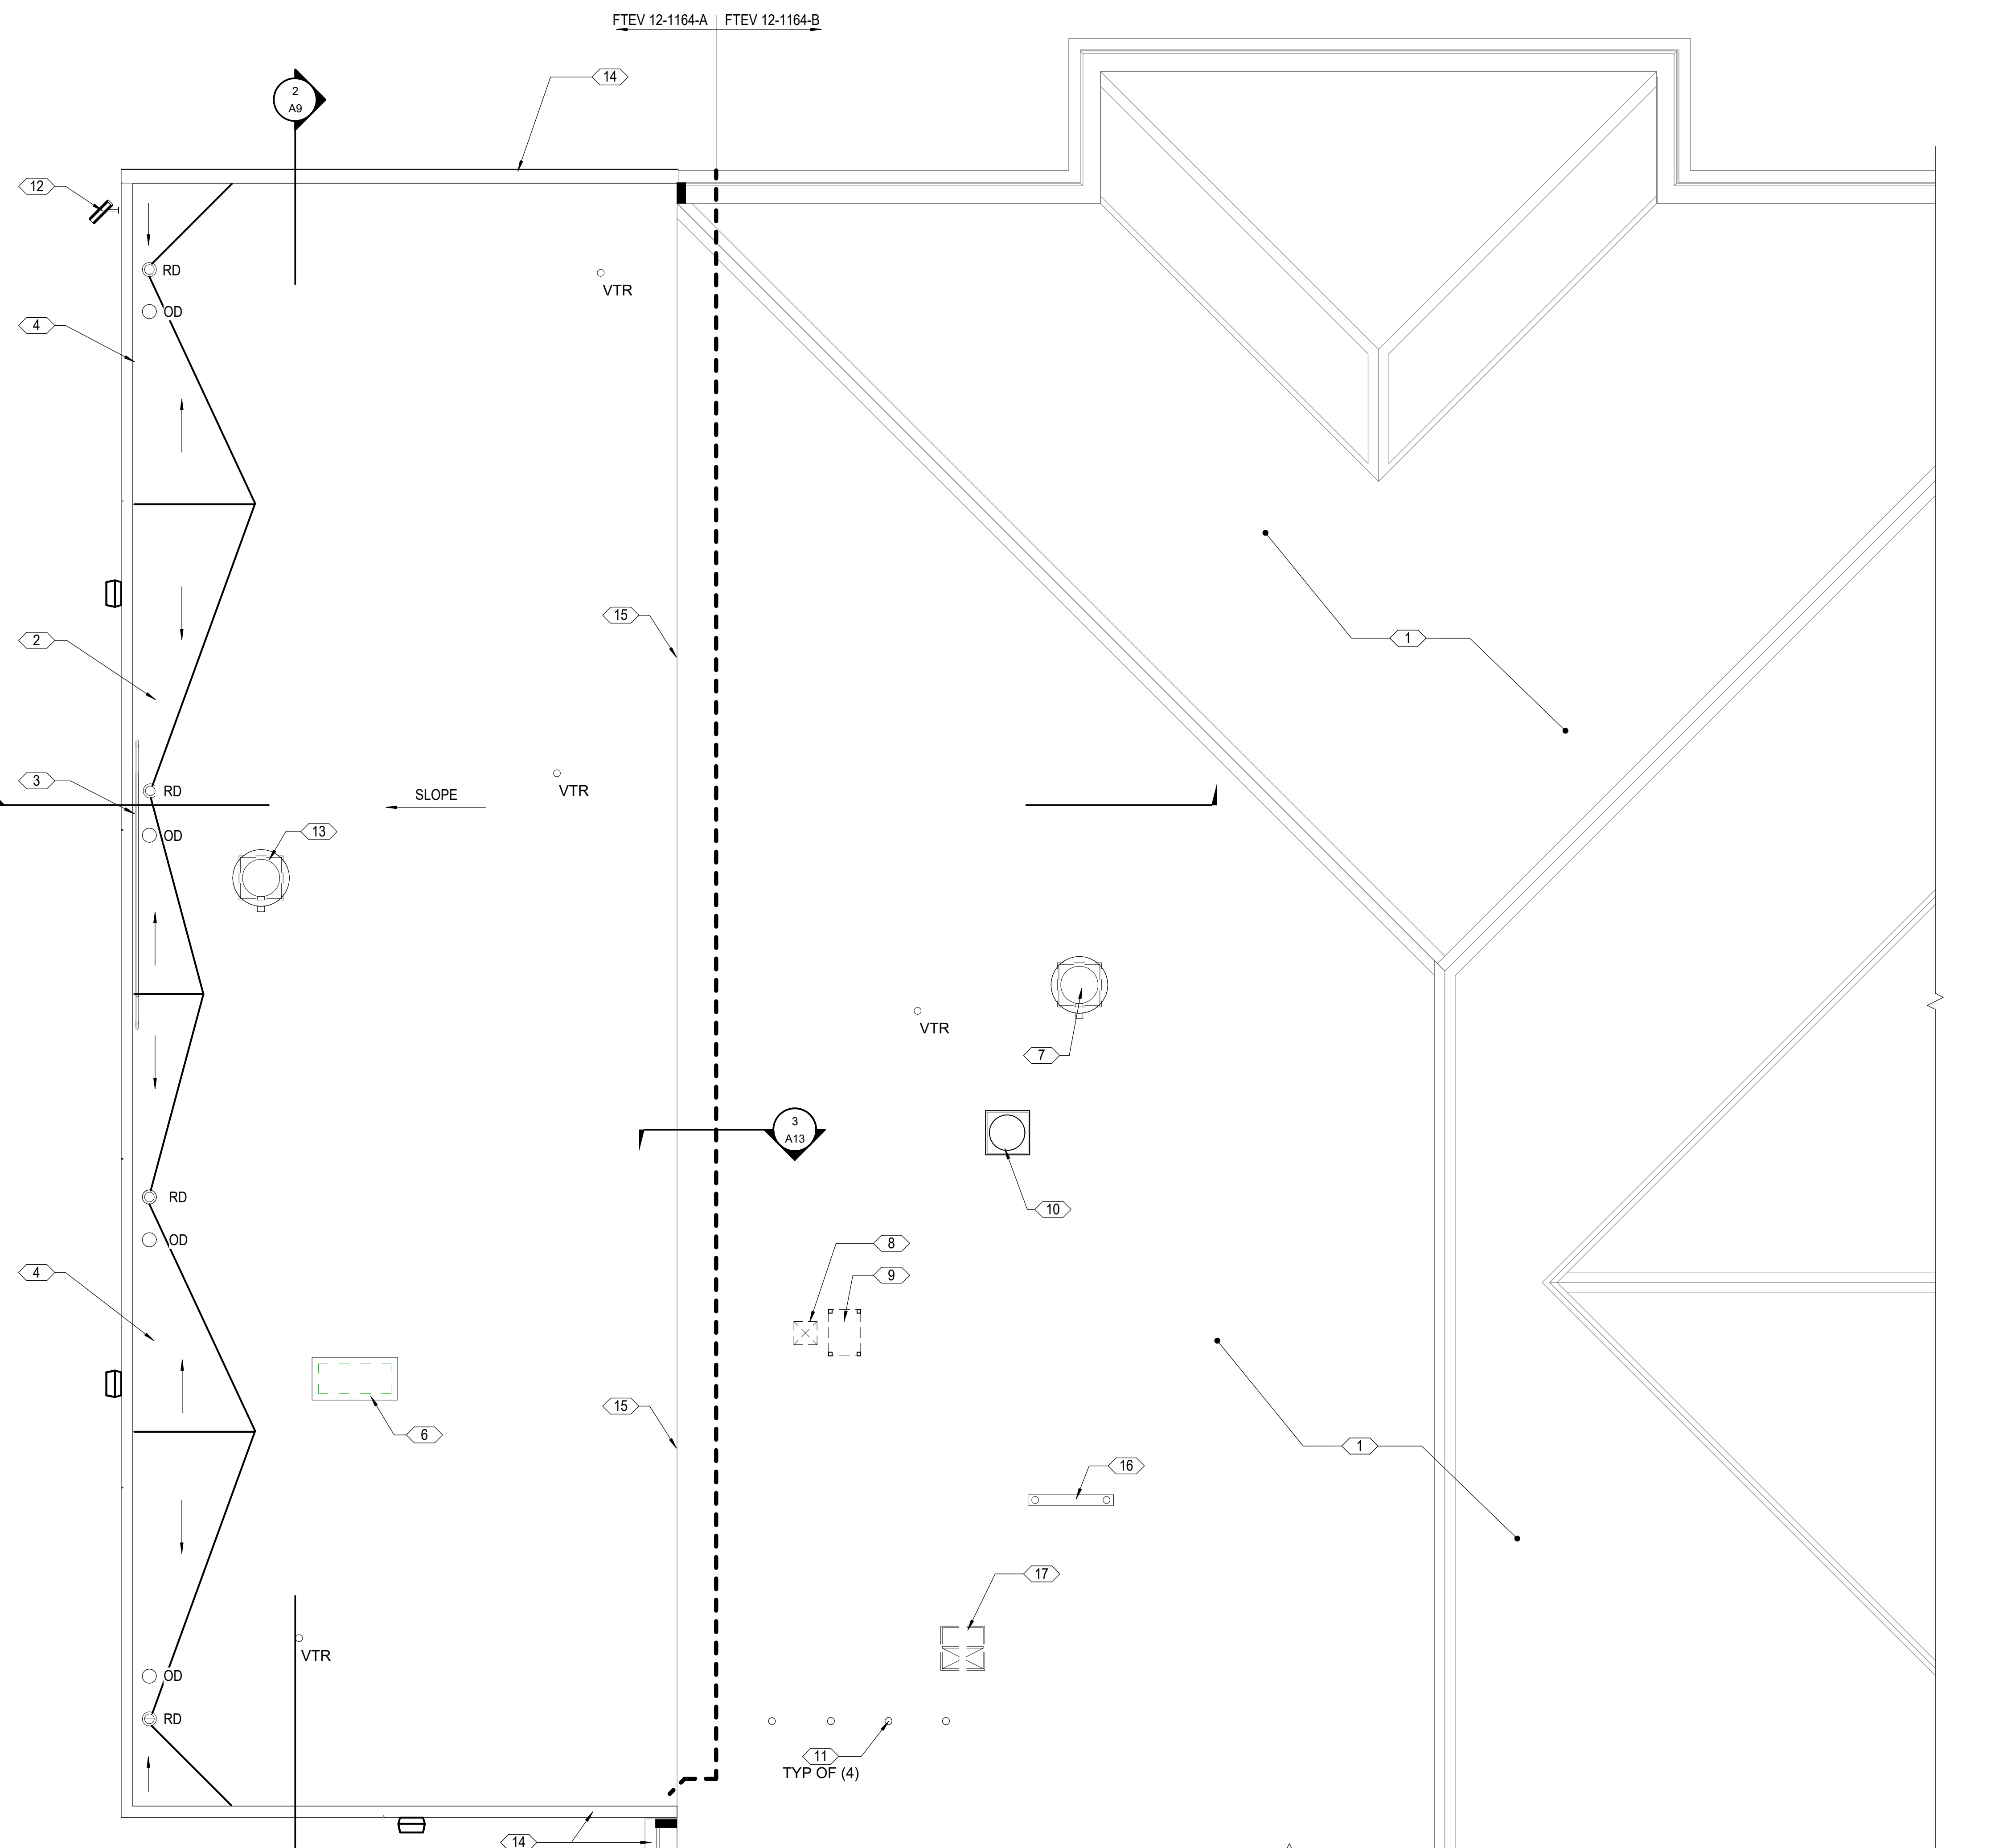 FTEV 12-1164-A
FTEV 12-1164-B
14
2
A9
12
RD
VTR
OD
4
15
2
1
3
RD
VTR
SLOPE
13
OD
VTR
7
3
A13
RD
10
OD
8
4
9
15
6
1
16
17
VTR
OD
RD
11
TYP OF (4)
14